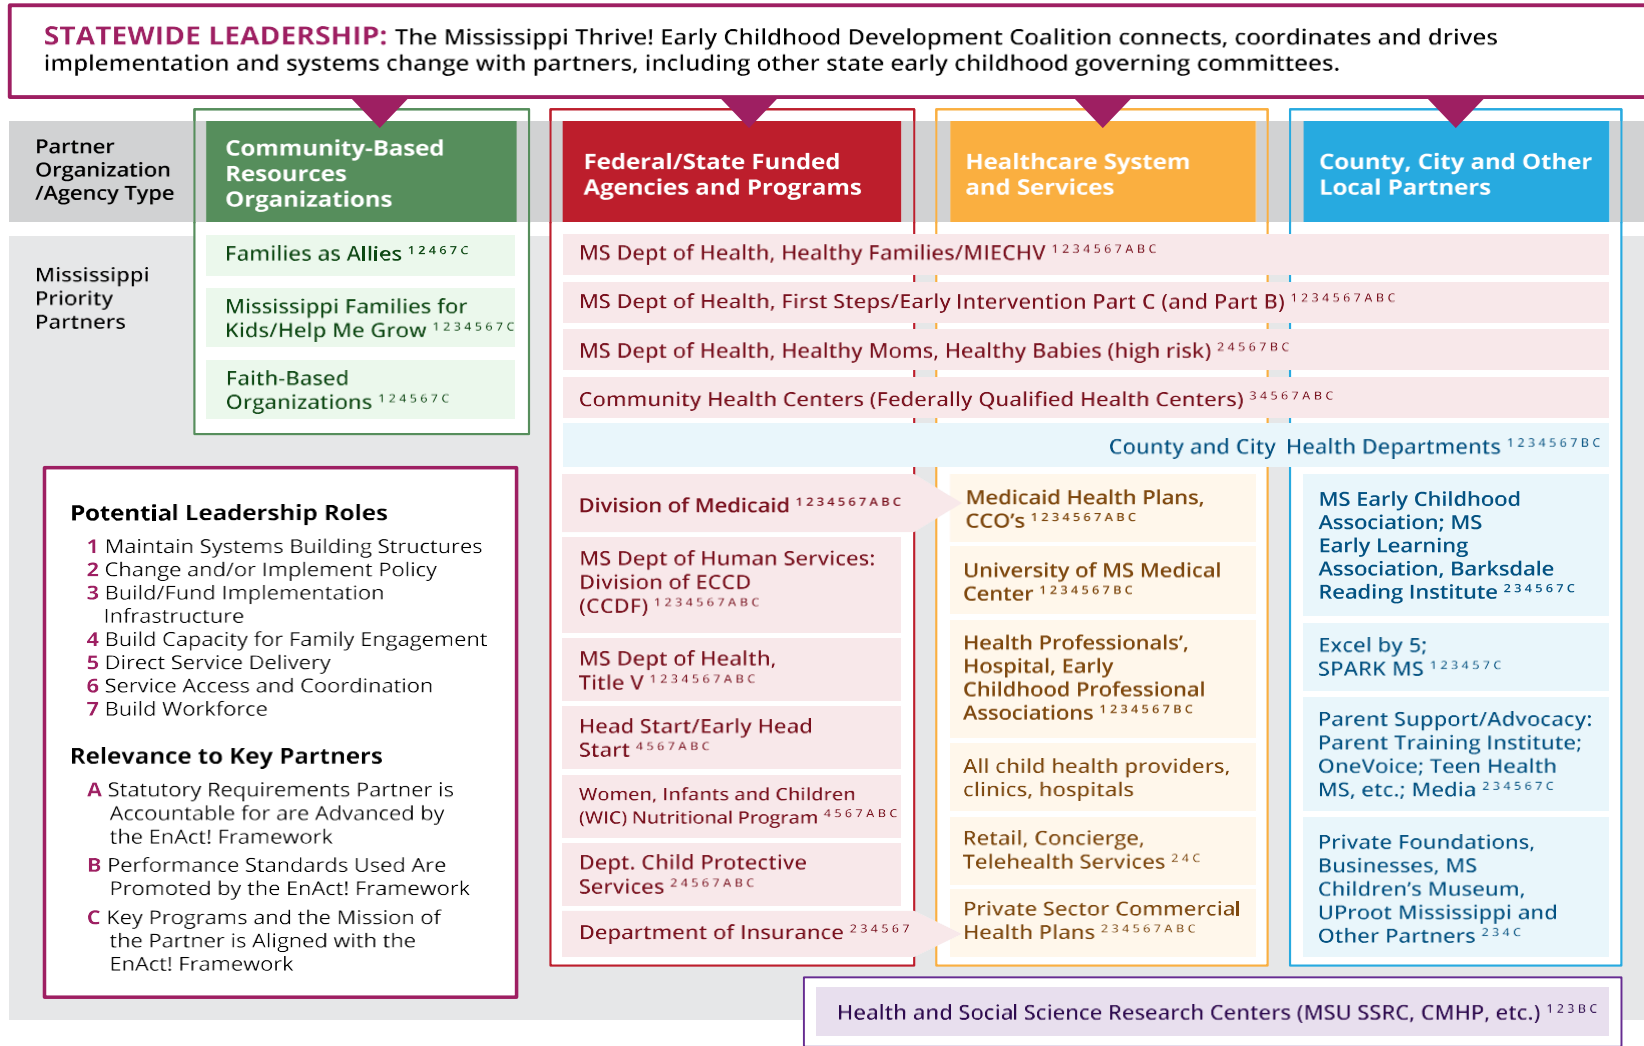 STATEWIDE LEADERSHIP: The Mississippi Thrive! Early Childhood Development Coalition connects, coordinates and drives
implementation and systems change with partners, including other state early childhood governing committees.
Partner
Organization
/Agency Type
Community-Based
Resources
Organizations
Federal/State Funded
Agencies and Programs
Healthcare System
and Services
County, City and Other
Local Partners
Mississippi
Priority
Partners
Families as Allies 1 2 4 6 7 C
Mississippi Families for
Kids/Help Me Grow 1 2 3 4 5 6 7 C
Faith-Based
Organizations 1 2 4 5 6 7 C
MS Dept of Health, Healthy Families/MIECHV 1 2 3 4 5 6 7 A B C
MS Dept of Health, First Steps/Early Intervention Part C (and Part B) 1 2 3 4 5 6 7 A B C
MS Dept of Health, Healthy Moms, Healthy Babies (high risk) 2 4 5 6 7 B C
Community Health Centers (Federally Qualified Health Centers) 3 4 5 6 7 A B C
County and City Health Departments 1 2 3 4 5 6 7 B C
Potential Leadership Roles
1 Maintain Systems Building Structures
2 Change and/or Implement Policy
3 Build/Fund Implementation
Infrastructure
4 Build Capacity for Family Engagement
5 Direct Service Delivery
6 Service Access and Coordination
7 Build Workforce
Relevance to Key Partners
A Statutory Requirements Partner is
Accountable for are Advanced by
the EnAct! Framework
B Performance Standards Used Are
Promoted by the EnAct! Framework
C Key Programs and the Mission of
the Partner is Aligned with the
EnAct! Framework
Division of Medicaid 1 2 3 4 5 6 7 A B C
MS Dept of Human Services:
Division of ECCD
(CCDF) 1 2 3 4 5 6 7 A B C
MS Dept of Health,
Title V 1 2 3 4 5 6 7 A B C
Head Start/Early Head
Start 4 5 6 7 A B C
Women, Infants and Children
(WIC) Nutritional Program 4 5 6 7 A B C
Dept. Child Protective
Services 2 4 5 6 7 A B C
Department of Insurance 2 3 4 5 6 7
Medicaid Health Plans,
CCO's 1 2 3 4 5 6 7 A B C
University of MS Medical
Center 1 2 3 4 5 6 7 B C
Health Professionals',
Hospital, Early
Childhood Professional
Associations 1 2 3 4 5 6 7 B C
All child health providers,
clinics, hospitals
Retail, Concierge,
Telehealth Services 2 4 C
Private Sector Commercial
Health Plans 2 3 4 5 6 7 A B C
MS Early Childhood
Association; MS
Early Learning
Association, Barksdale
Reading Institute 2 3 4 5 6 7 C
Excel by 5;
SPARK MS 1 2 3 4 5 7 C
Parent Support/Advocacy:
Parent Training Institute;
OneVoice; Teen Health
MS, etc.; Media 2 3 4 5 6 7 C
Private Foundations,
Businesses, MS
Children's Museum,
UProot Mississippi and
Other Partners 2 3 4 C
Health and Social Science Research Centers (MSU SSRC, CMHP, etc.) 1 2 3 B C